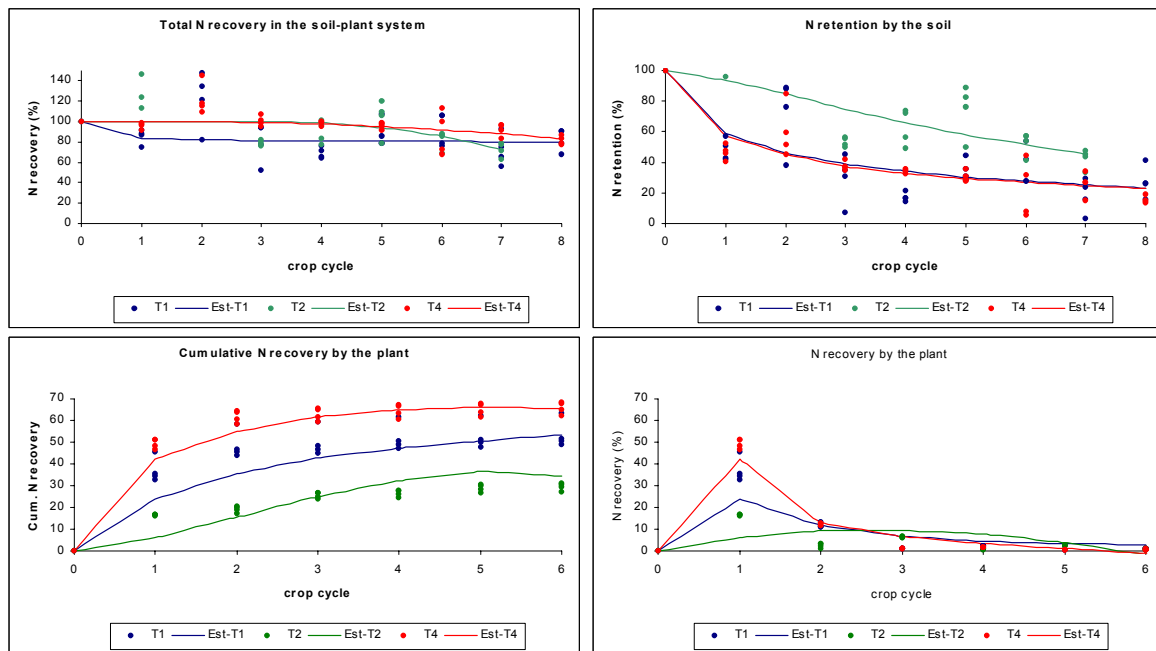 Total N recovery in the soil-plant system
N recovery (%)
140
120
100
80
60
40
20
0
0 1 2 3 4 5 6 7 8
crop cycle
T1 Est-T1 T2 Est-T2 T4 Est-T4
N retention by the soil
N retention (%)
100
80
60
40
20
0
0 1 2 3 4 5 6 7 8
crop cycle
T1 Est-T1 T2 Est-T2 T4 Est-T4
Cumulative N recovery by the plant
Cum. N recovery
70
60
50
40
30
20
10
0
0 1 2 3 4 5 6
crop cycle
T1 Est-T1 T2 Est-T2 T4 Est-T4
N recovery by the plant
N recovery (%)
70
60
50
40
30
20
10
0
0 1 2 3 4 5 6
crop cycle
T1 Est-T1 T2 Est-T2 T4 Est-T4